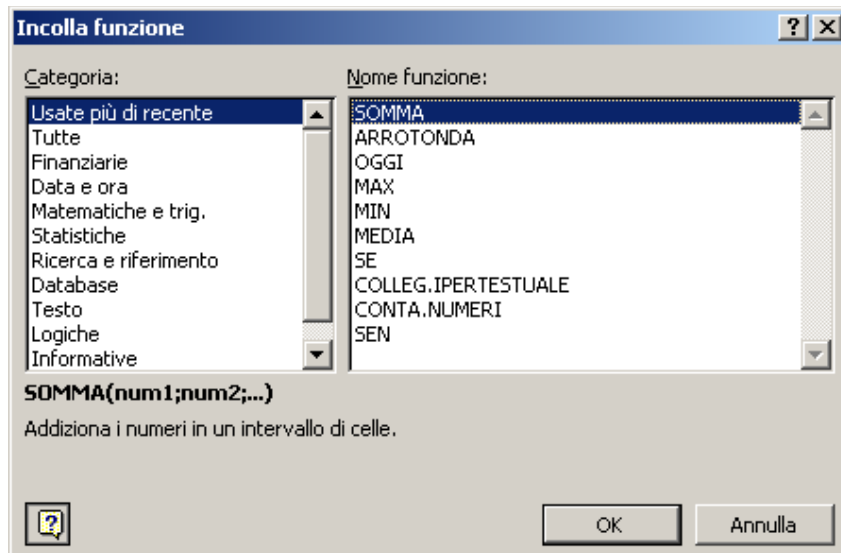 Incolla funzione
Categoria:
Usate più di recente
Tutte
Finanziarie
Data e ora
Matematiche e trig.
Statistiche
Ricerca e riferimento
Database
Testo
Logiche
Informative
Nome funzione:
SOMMA
ARROTONDA
OGGI
MAX
MIN
MEDIA
SE
COLLEG.IPERTESTUALE
CONTA.NUMERI
SEN
SOMMA(num1;num2;...)
Addiziona i numeri in un intervallo di celle.
OK
Annulla